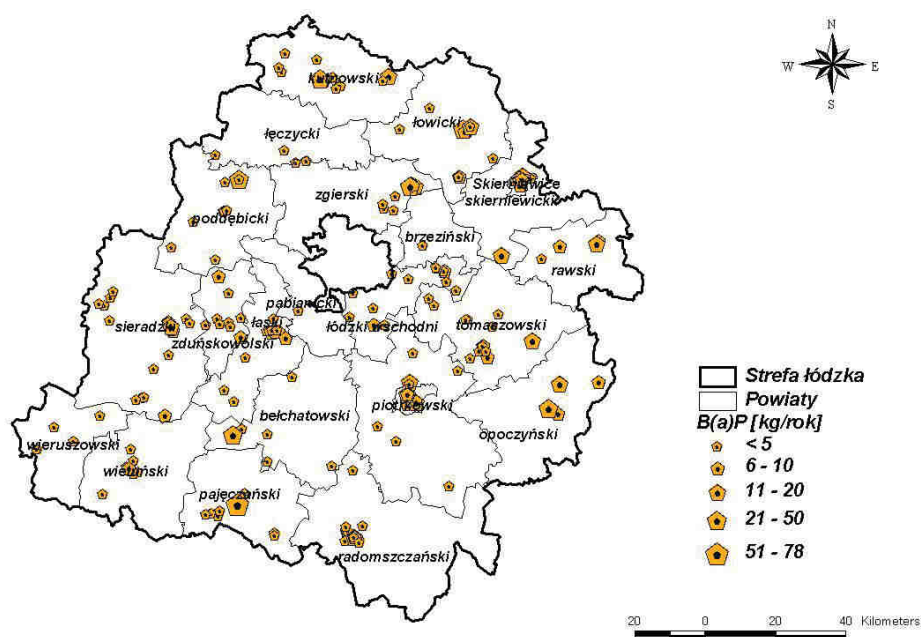 N
W E
S
kutnowski
łowicki
łęczycki
Skierniewice
zgierski
skierniewicki
poddębicki
brzeziński
rawski
pabianicki
sieradzki
łaski
łódzki wschodni
tomaszowski
zduńskowolski
piotrkowski
bełchatowski
opoczyński
wieruszowski
wieluński
pajęczański
radomszczański
Strefa łódzka
Powiaty
B(a)P [kg/rok]
< 5
6 - 10
11 - 20
21 - 50
51 - 78
20 0 20 40 Kilometers